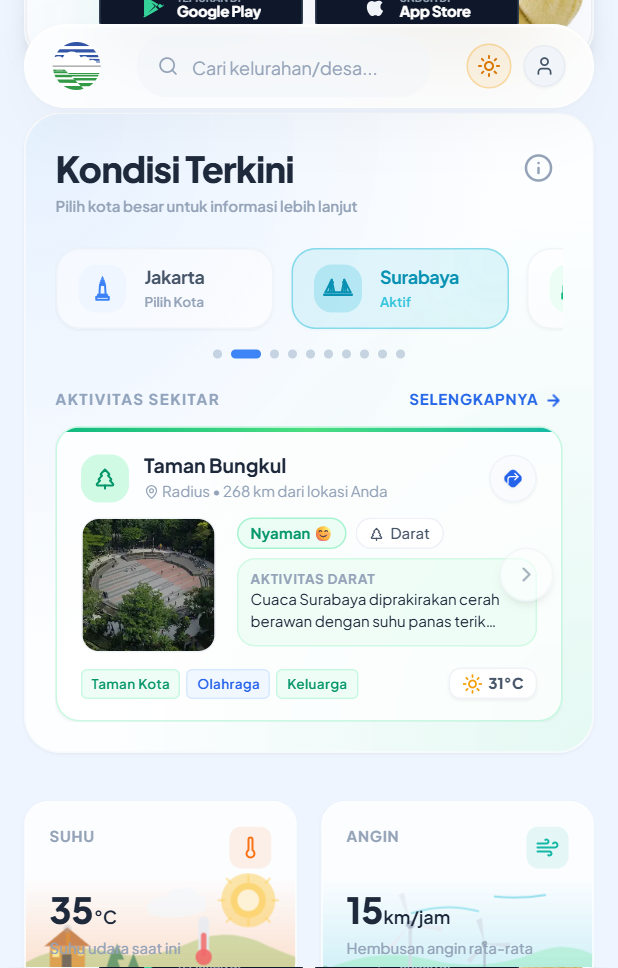 Google Play
App Store
Cari kelurahan/desa...
Kondisi Terkini
Pilih kota besar untuk informasi lebih lanjut
Jakarta
Pilih Kota
Surabaya
Aktif
AKTIVITAS SEKITAR
SELENGKAPNYA
Taman Bungkul
Radius • 268 km dari lokasi Anda
Nyaman 😊
Darat
AKTIVITAS DARAT
Cuaca Surabaya diprakirakan cerah
berawan dengan suhu panas terik...
Taman Kota
Olahraga
Keluarga
31°C
SUHU
35°C
Suhu udara saat ini
ANGIN
15km/jam
Hembusan angin rata-rata